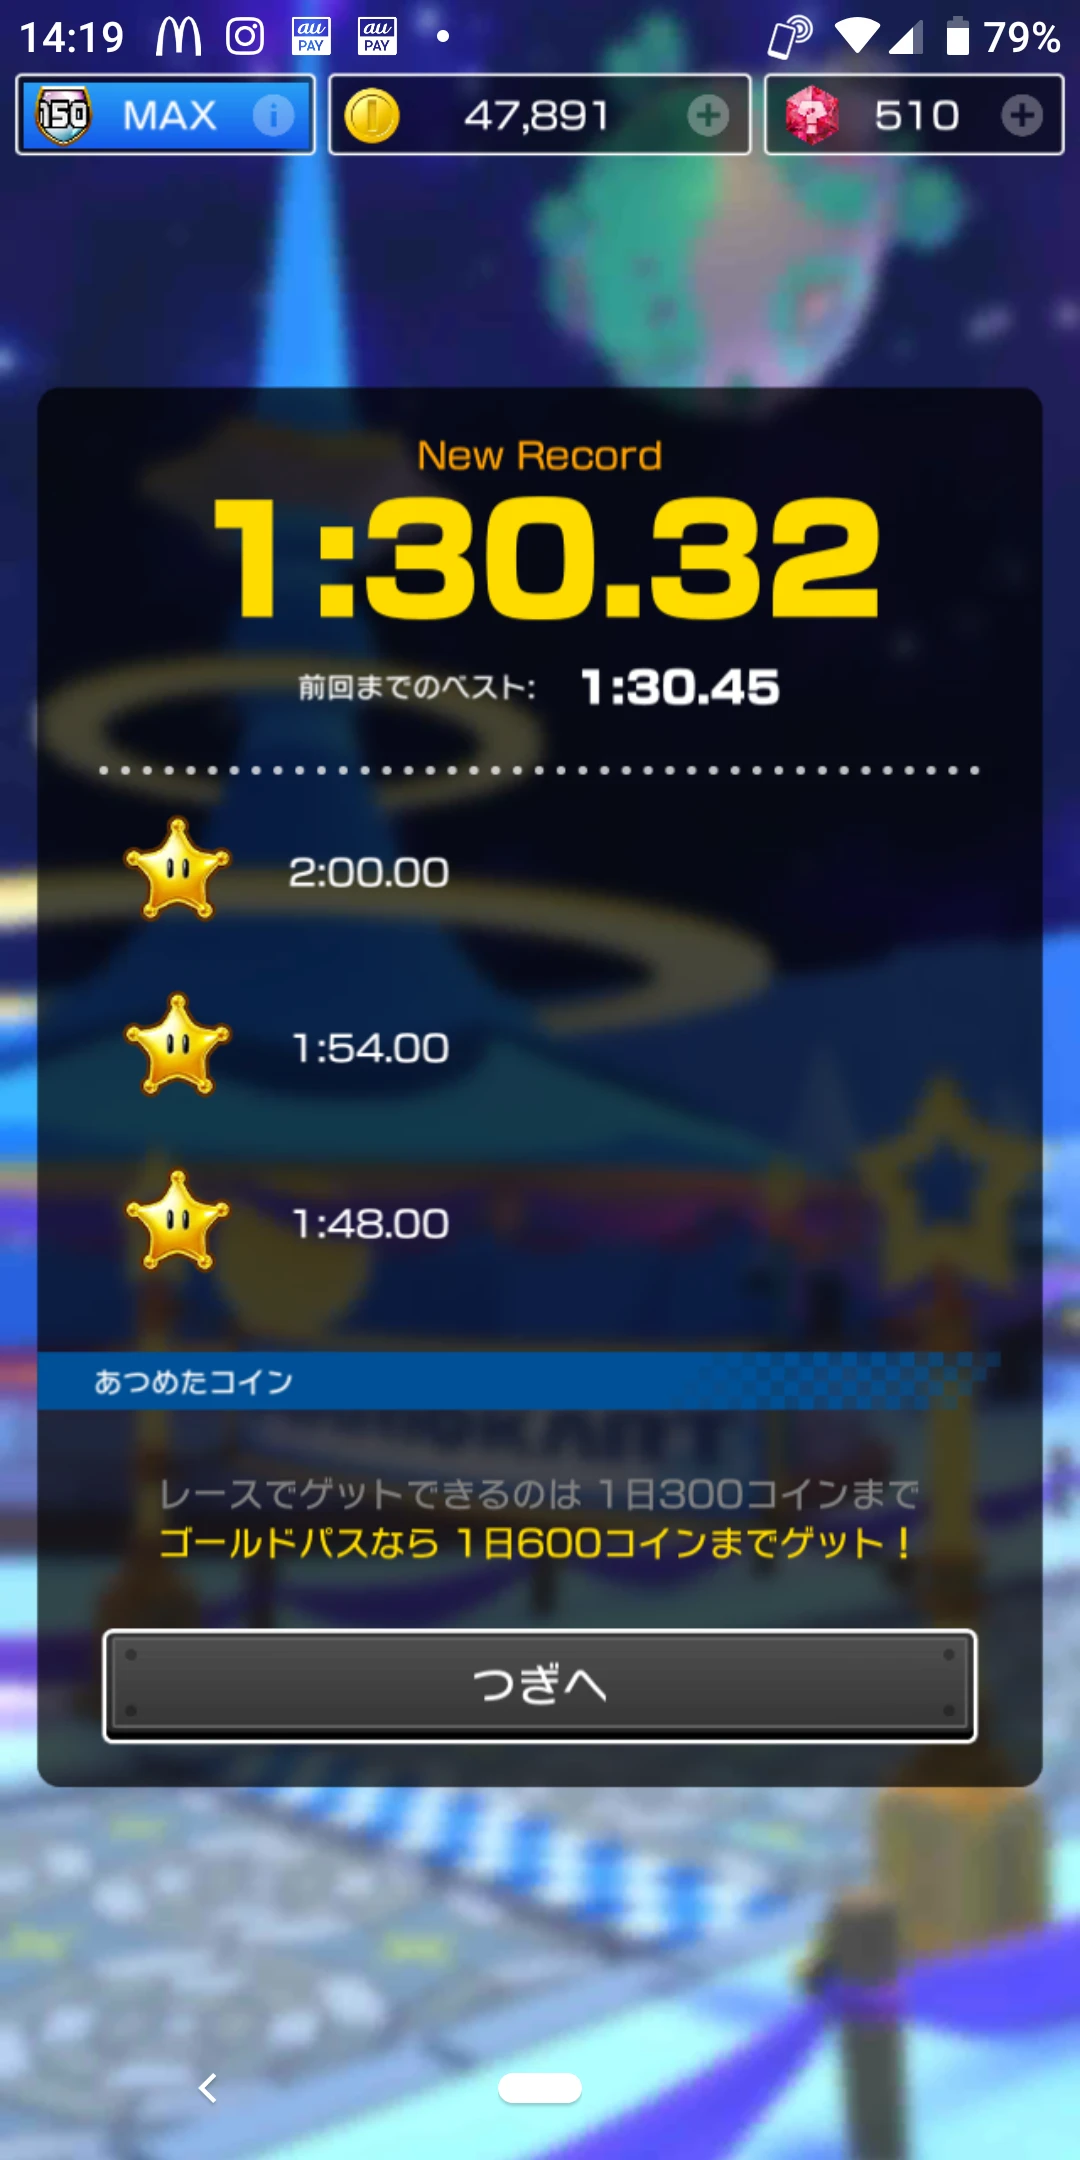 14:19 au PAY au PAY 79%
150 MAX i 47,891 + 510 +
New Record
1:30.32
前回までのベスト: 1:30.45
2:00.00
1:54.00
1:48.00
あつめたコイン
レースでゲットできるのは 1日300コインまで
ゴールドパスなら 1日600コインまでゲット！
つぎへ